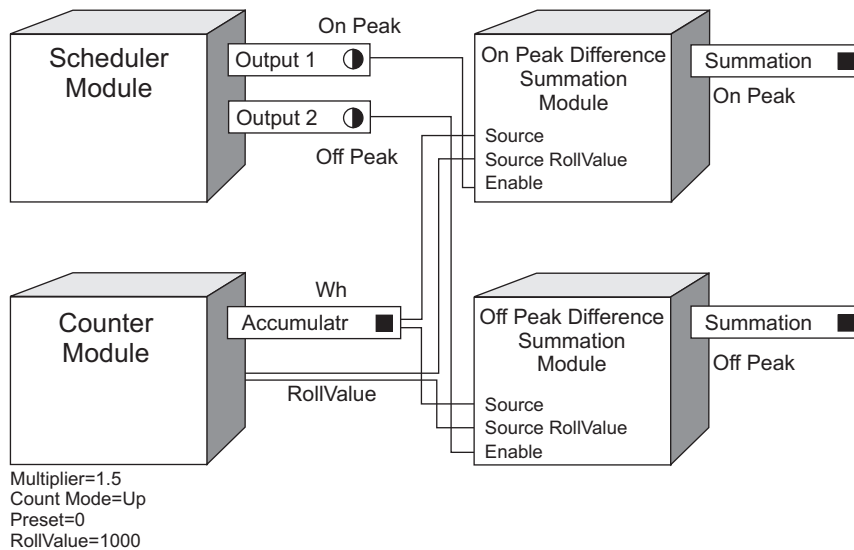 Scheduler
Module
On Peak
Output 1
Output 2
Off Peak
On Peak Difference
Summation
Module
Source
Source RollValue
Enable
Summation
On Peak
Counter
Module
Wh
Accumulatr
RollValue
Multiplier=1.5
Count Mode=Up
Preset=0
RollValue=1000
Off Peak Difference
Summation
Module
Source
Source RollValue
Enable
Summation
Off Peak